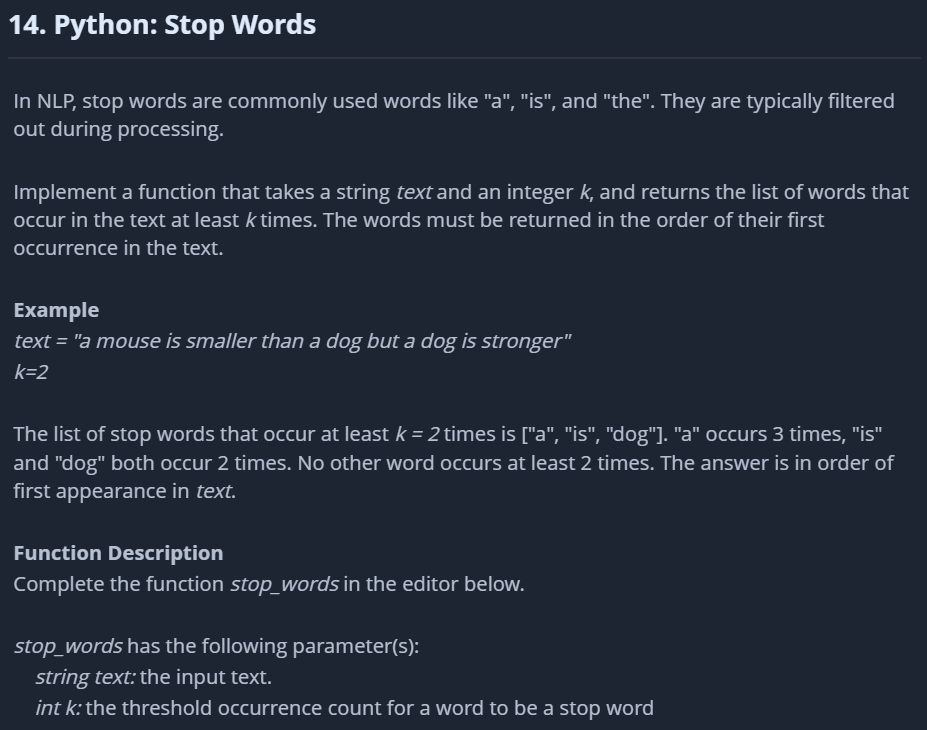 14. Python: Stop Words
In NLP, stop words are commonly used words like "a", "is", and "the". They are typically filtered
out during processing.
Implement a function that takes a string text and an integer k, and returns the list of words that
occur in the text at least k times. The words must be returned in the order of their first
occurrence in the text.
Example
text = "a mouse is smaller than a dog but a dog is stronger"
k=2
The list of stop words that occur at least k = 2 times is ["a", "is", "dog"]. "a" occurs 3 times, "is"
and "dog" both occur 2 times. No other word occurs at least 2 times. The answer is in order of
first appearance in text.
Function Description
Complete the function stop_words in the editor below.
stop_words has the following parameter(s):
string text: the input text.
int k: the threshold occurrence count for a word to be a stop word